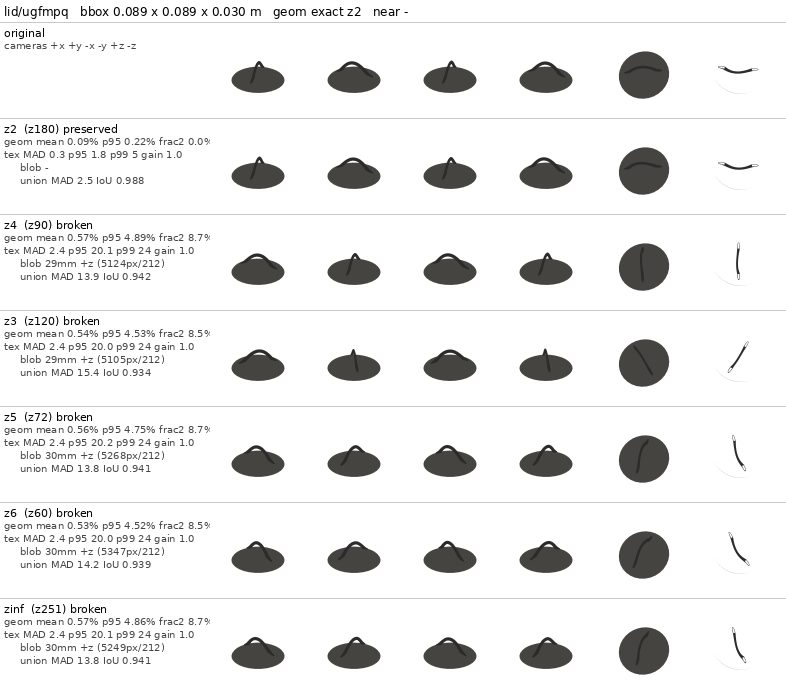 lid/ugfmpq bbox 0.089 x 0.089 x 0.030 m geom exact z2 near -
original
cameras +x +y -x -y +z -z
z2 (z180) preserved
geom mean 0.09% p95 0.22% frac2 0.0%
tex MAD 0.3 p95 1.8 p99 5 gain 1.0
blob -
union MAD 2.5 IoU 0.988
z4 (z90) broken
geom mean 0.57% p95 4.89% frac2 8.7%
tex MAD 2.4 p95 20.1 p99 24 gain 1.0
blob 29mm +z (5124px/212)
union MAD 13.9 IoU 0.942
z3 (z120) broken
geom mean 0.54% p95 4.53% frac2 8.5%
tex MAD 2.4 p95 20.0 p99 24 gain 1.0
blob 29mm +z (5105px/212)
union MAD 15.4 IoU 0.934
z5 (z72) broken
geom mean 0.56% p95 4.75% frac2 8.7%
tex MAD 2.4 p95 20.2 p99 24 gain 1.0
blob 30mm +z (5268px/212)
union MAD 13.8 IoU 0.941
z6 (z60) broken
geom mean 0.53% p95 4.52% frac2 8.5%
tex MAD 2.4 p95 20.0 p99 24 gain 1.0
blob 30mm +z (5347px/212)
union MAD 14.2 IoU 0.939
zinf (z251) broken
geom mean 0.57% p95 4.86% frac2 8.7%
tex MAD 2.4 p95 20.1 p99 24 gain 1.0
blob 30mm +z (5249px/212)
union MAD 13.8 IoU 0.941